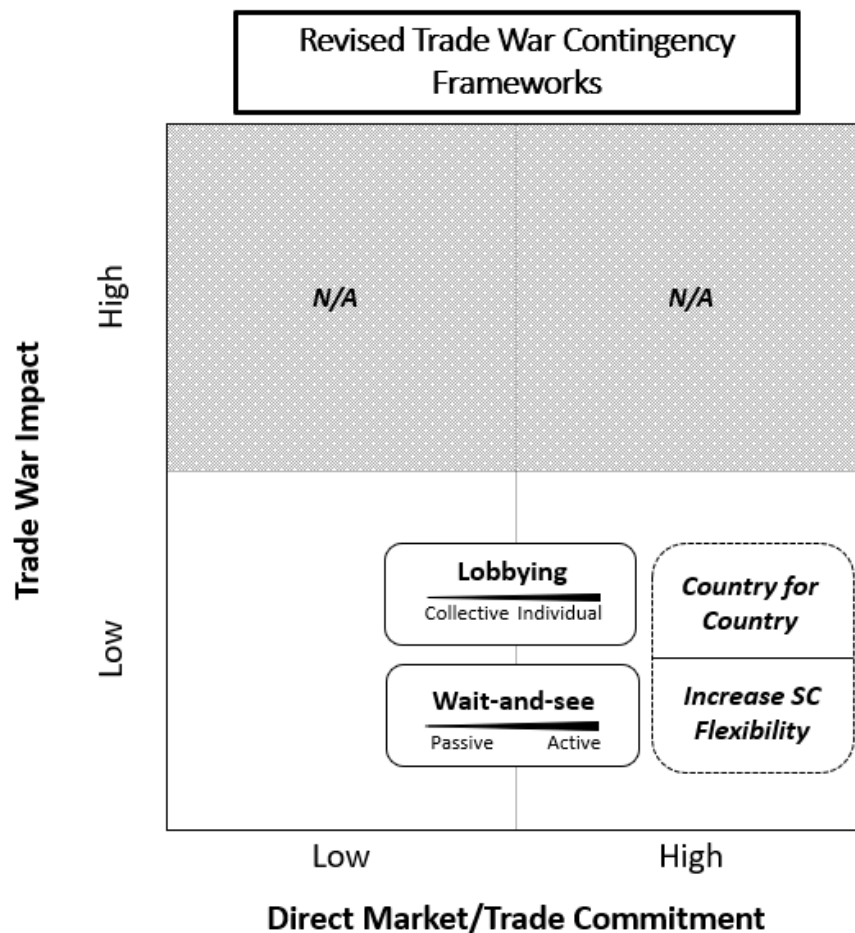 Revised Trade War Contingency
Frameworks
Trade War Impact
High
Low
N/A
N/A
Lobbying
Collective Individual
Wait-and-see
Passive Active
Country for
Country
Increase SC
Flexibility
Low
High
Direct Market/Trade Commitment